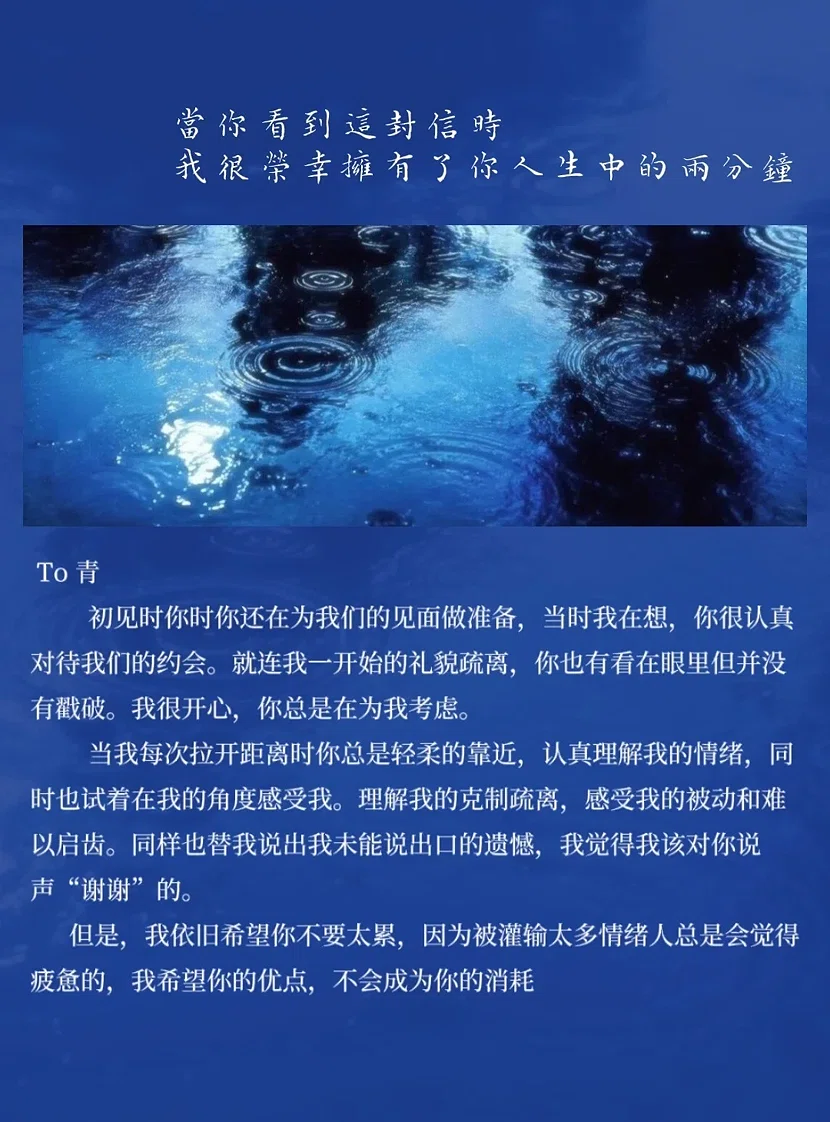 當你看到這封信時
我很榮幸擁有了你人生中的兩分鐘
To 青
初见时你时你还在为我们的见面做准备，当时我在想，你很认真
对待我们的约会。就连我一开始的礼貌疏离，你也有看在眼里但并没
有戳破。我很开心，你总是在为我考虑。
当我每次拉开距离时你总是轻柔的靠近，认真理解我的情绪，同
时也试着在我的角度感受我。理解我的克制疏离，感受我的被动和难
以启齿。同样也替我说出我未能说出口的遗憾，我觉得我该对你说
声“谢谢”的。
但是，我依旧希望你不要太累，因为被灌输太多情绪人总是会觉得
疲惫的，我希望你的优点，不会成为你的消耗